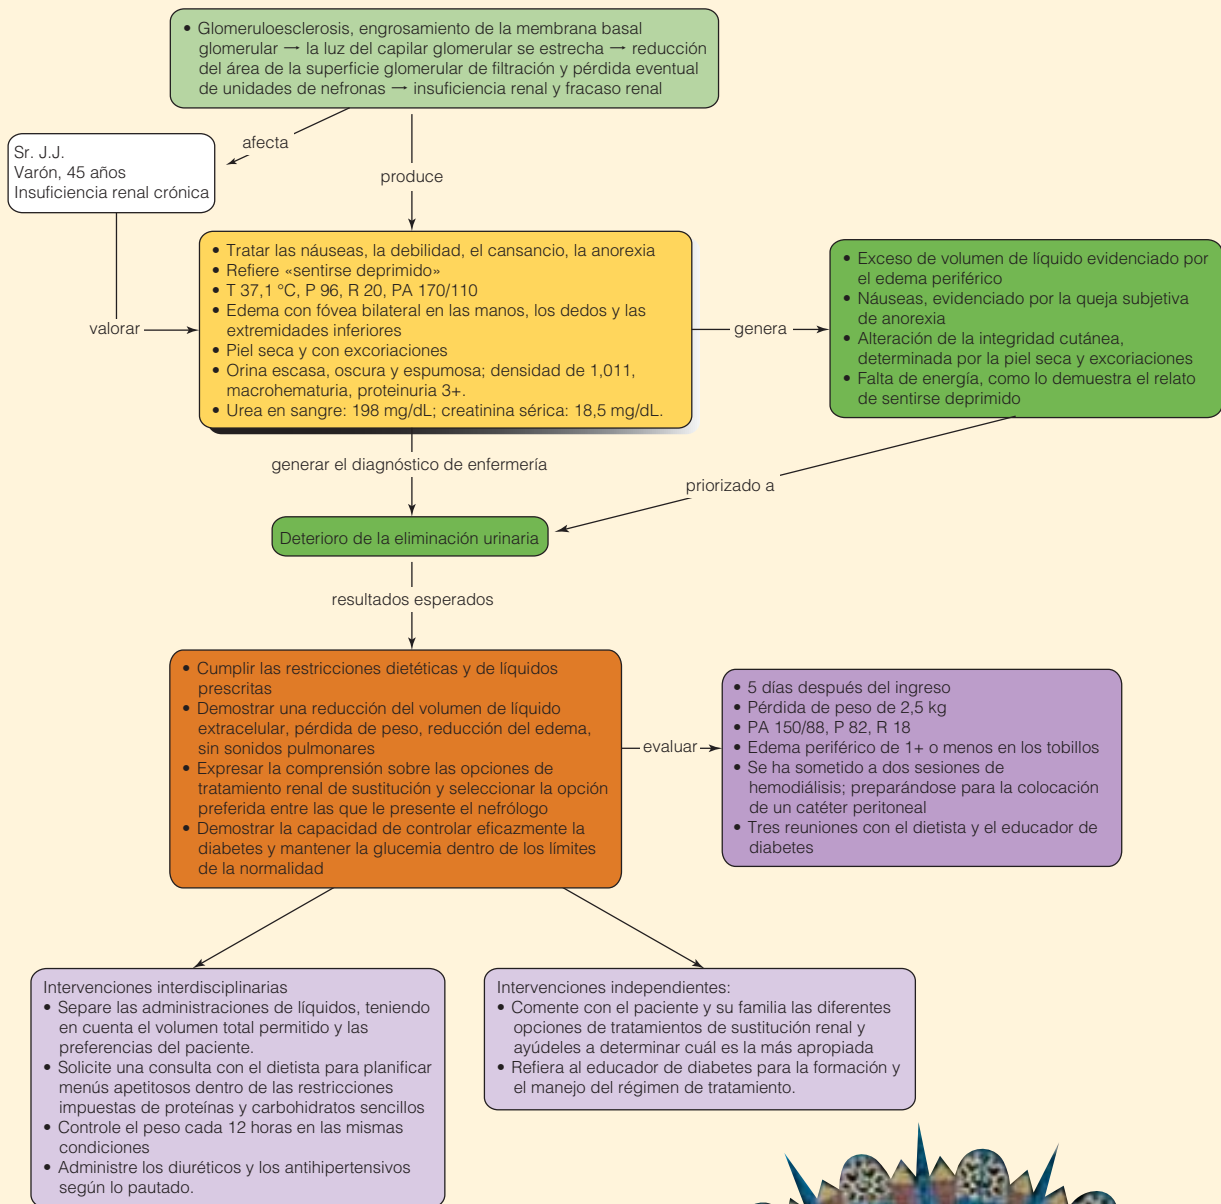 • Glomeruloesclerosis, engrosamiento de la membrana basal
glomerular → la luz del capilar glomerular se estrecha → reducción
del área de la superficie glomerular de filtración y pérdida eventual
de unidades de nefronas → insuficiencia renal y fracaso renal
afecta
Sr. J.J.
Varón, 45 años
Insuficiencia renal crónica
produce
• Tratar las náuseas, la debilidad, el cansancio, la anorexia
• Refiere «sentirse deprimido»
• T 37,1 °C, P 96, R 20, PA 170/110
• Edema con fóvea bilateral en las manos, los dedos y las
extremidades inferiores
• Piel seca y con excoriaciones
• Orina escasa, oscura y espumosa; densidad de 1,011,
macrohematuria, proteinuria 3+.
• Urea en sangre: 198 mg/dL; creatinina sérica: 18,5 mg/dL.
valorar
genera
• Exceso de volumen de líquido evidenciado por
el edema periférico
• Náuseas, evidenciado por la queja subjetiva
de anorexia
• Alteración de la integridad cutánea,
determinada por la piel seca y excoriaciones
• Falta de energía, como lo demuestra el relato
de sentirse deprimido
generar el diagnóstico de enfermería
priorizado a
Deterioro de la eliminación urinaria
resultados esperados
• Cumplir las restricciones dietéticas y de líquidos
prescritas
• Demostrar una reducción del volumen de líquido
extracelular, pérdida de peso, reducción del edema,
sin sonidos pulmonares
• Expresar la comprensión sobre las opciones de
tratamiento renal de sustitución y seleccionar la opción
preferida entre las que le presente el nefrólogo
• Demostrar la capacidad de controlar eficazmente la
diabetes y mantener la glucemia dentro de los límites
de la normalidad
evaluar
• 5 días después del ingreso
• Pérdida de peso de 2,5 kg
• PA 150/88, P 82, R 18
• Edema periférico de 1+ o menos en los tobillos
• Se ha sometido a dos sesiones de
hemodiálisis; preparándose para la colocación
de un catéter peritoneal
• Tres reuniones con el dietista y el educador de
diabetes
Intervenciones interdisciplinarias
• Separe las administraciones de líquidos, teniendo
en cuenta el volumen total permitido y las
preferencias del paciente.
• Solicite una consulta con el dietista para planificar
menús apetitosos dentro de las restricciones
impuestas de proteínas y carbohidratos sencillos
• Controle el peso cada 12 horas en las mismas
condiciones
• Administre los diuréticos y los antihipertensivos
según lo pautado.
Intervenciones independientes:
• Comente con el paciente y su familia las diferentes
opciones de tratamientos de sustitución renal y
ayúdeles a determinar cuál es la más apropiada
• Refiera al educador de diabetes para la formación y
el manejo del régimen de tratamiento.